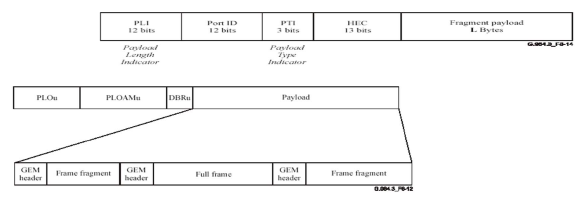 PLI Port ID PTI HEC Fragment payload
12 bits 12 bits 3 bits 13 bits L Bytes
Payload Length Indicator
Payload Type Indicator
G.984.3_F8-14
PLOu PLOAMu DBRu Payload
GEM header Frame fragment GEM header Full frame GEM header Frame fragment
G.984.3_F8-12